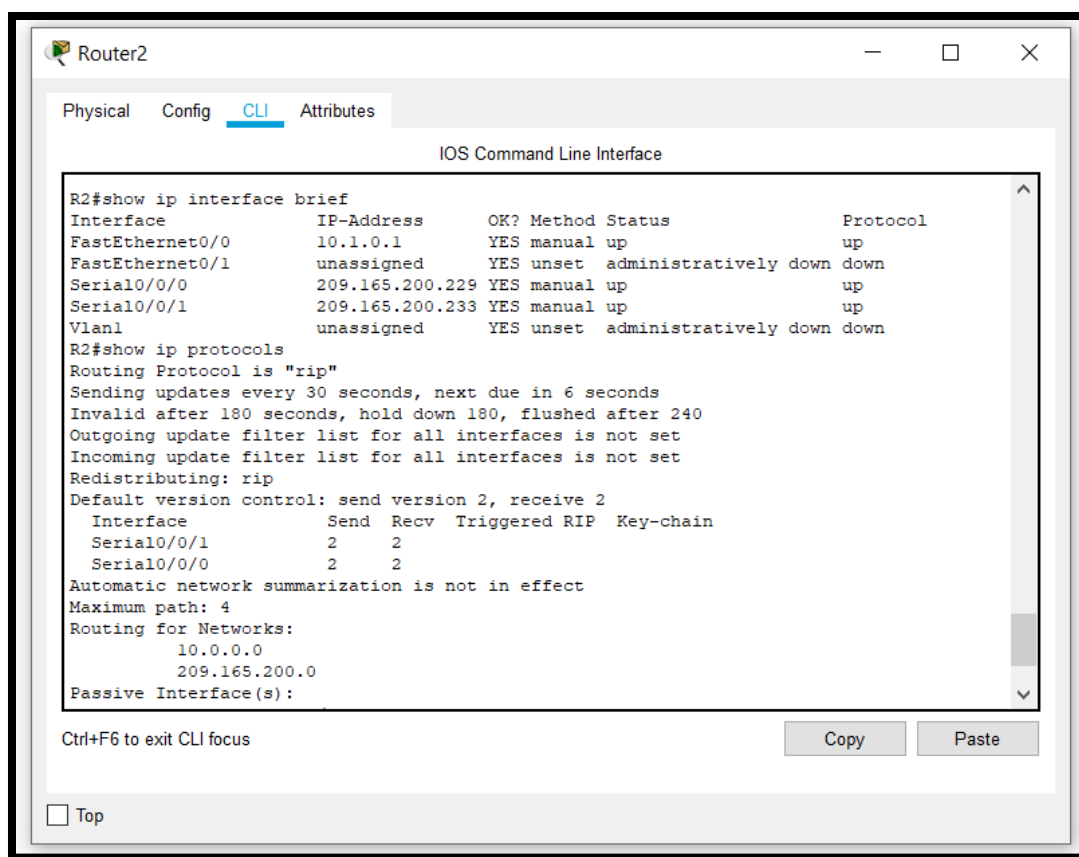 Router2
Physical Config CLI Attributes
IOS Command Line Interface
R2#show ip interface brief
Interface IP-Address OK? Method Status Protocol
FastEthernet0/0 10.1.0.1 YES manual up up
FastEthernet0/1 unassigned YES unset administratively down down
Serial0/0/0 209.165.200.229 YES manual up up
Serial0/0/1 209.165.200.233 YES manual up up
Vlan1 unassigned YES unset administratively down down
R2#show ip protocols
Routing Protocol is "rip"
Sending updates every 30 seconds, next due in 6 seconds
Invalid after 180 seconds, hold down 180, flushed after 240
Outgoing update filter list for all interfaces is not set
Incoming update filter list for all interfaces is not set
Redistributing: rip
Default version control: send version 2, receive 2
Interface Send Recv Triggered RIP Key-chain
Serial0/0/1 2 2
Serial0/0/0 2 2
Automatic network summarization is not in effect
Maximum path: 4
Routing for Networks:
10.0.0.0
209.165.200.0
Passive Interface(s):
Ctrl+F6 to exit CLI focus
Copy Paste
Top